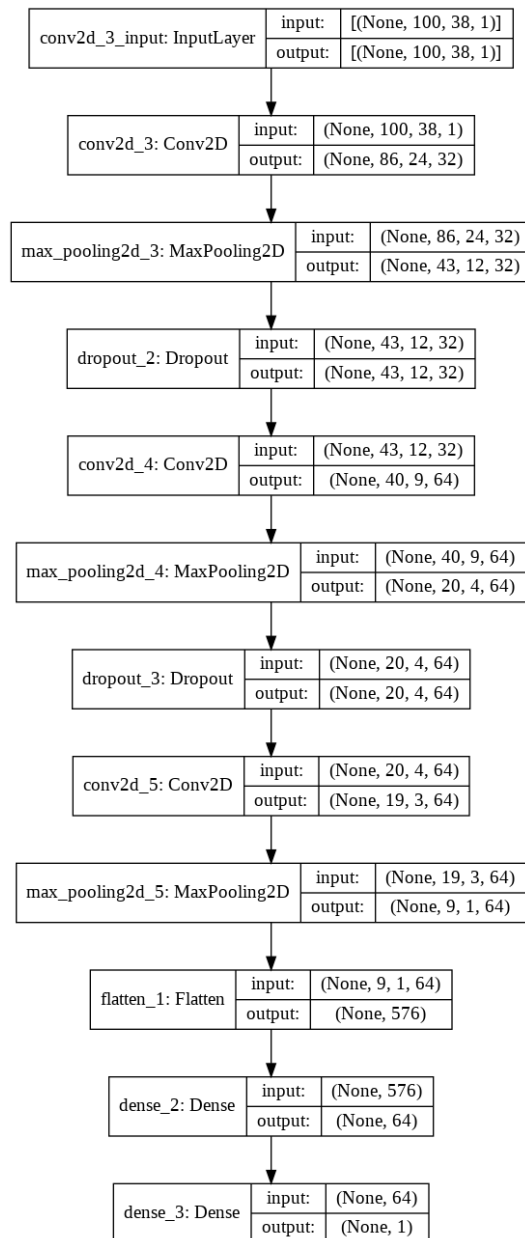 conv2d_3_input: InputLayer
input: [(None, 100, 38, 1)]
output: [(None, 100, 38, 1)]
conv2d_3: Conv2D
input: (None, 100, 38, 1)
output: (None, 86, 24, 32)
max_pooling2d_3: MaxPooling2D
input: (None, 86, 24, 32)
output: (None, 43, 12, 32)
dropout_2: Dropout
input: (None, 43, 12, 32)
output: (None, 43, 12, 32)
conv2d_4: Conv2D
input: (None, 43, 12, 32)
output: (None, 40, 9, 64)
max_pooling2d_4: MaxPooling2D
input: (None, 40, 9, 64)
output: (None, 20, 4, 64)
dropout_3: Dropout
input: (None, 20, 4, 64)
output: (None, 20, 4, 64)
conv2d_5: Conv2D
input: (None, 20, 4, 64)
output: (None, 19, 3, 64)
max_pooling2d_5: MaxPooling2D
input: (None, 19, 3, 64)
output: (None, 9, 1, 64)
flatten_1: Flatten
input: (None, 9, 1, 64)
output: (None, 576)
dense_2: Dense
input: (None, 576)
output: (None, 64)
dense_3: Dense
input: (None, 64)
output: (None, 1)